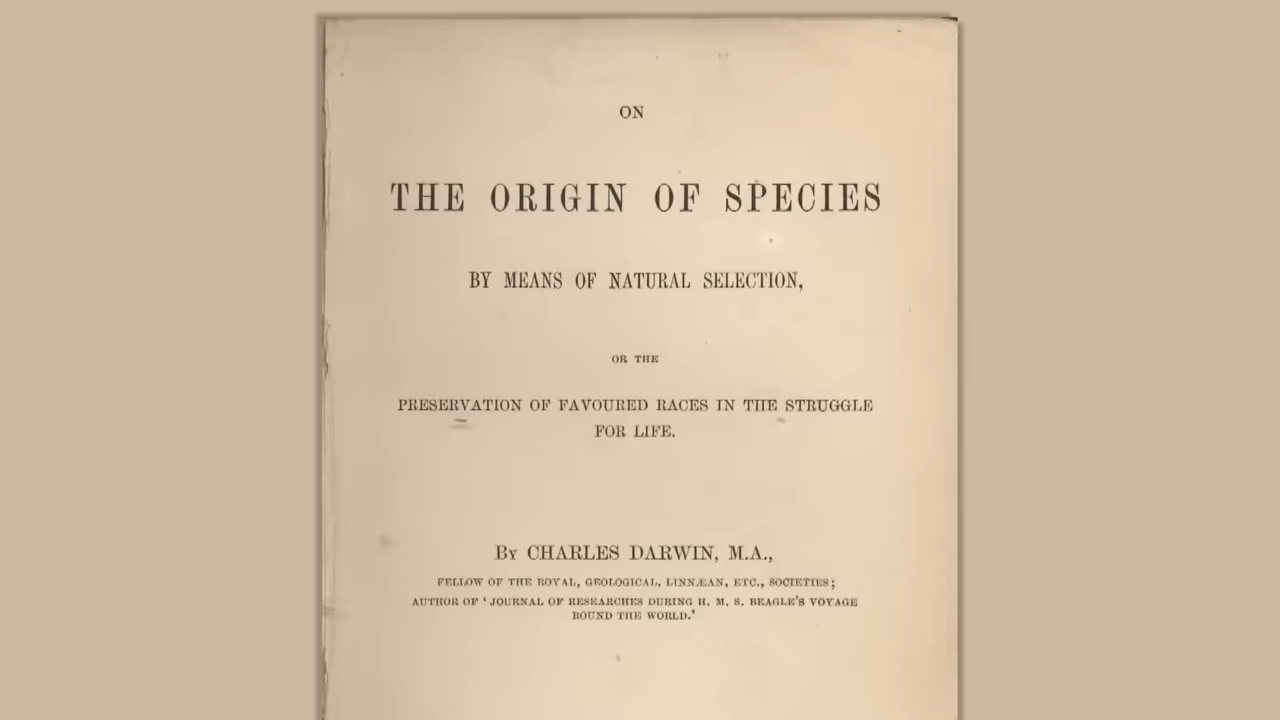 ON
THE ORIGIN OF SPECIES
BY MEANS OF NATURAL SELECTION,
OR THE
PRESERVATION OF FAVOURED RACES IN THE STRUGGLE
FOR LIFE.
By CHARLES DARWIN, M.A.,
FELLOW OF THE ROYAL, GEOLOGICAL, LINNÆAN, ETC., SOCIETIES;
AUTHOR OF ‘JOURNAL OF RESEARCHES DURING H. M. S. BEAGLE’S VOYAGE
ROUND THE WORLD.’